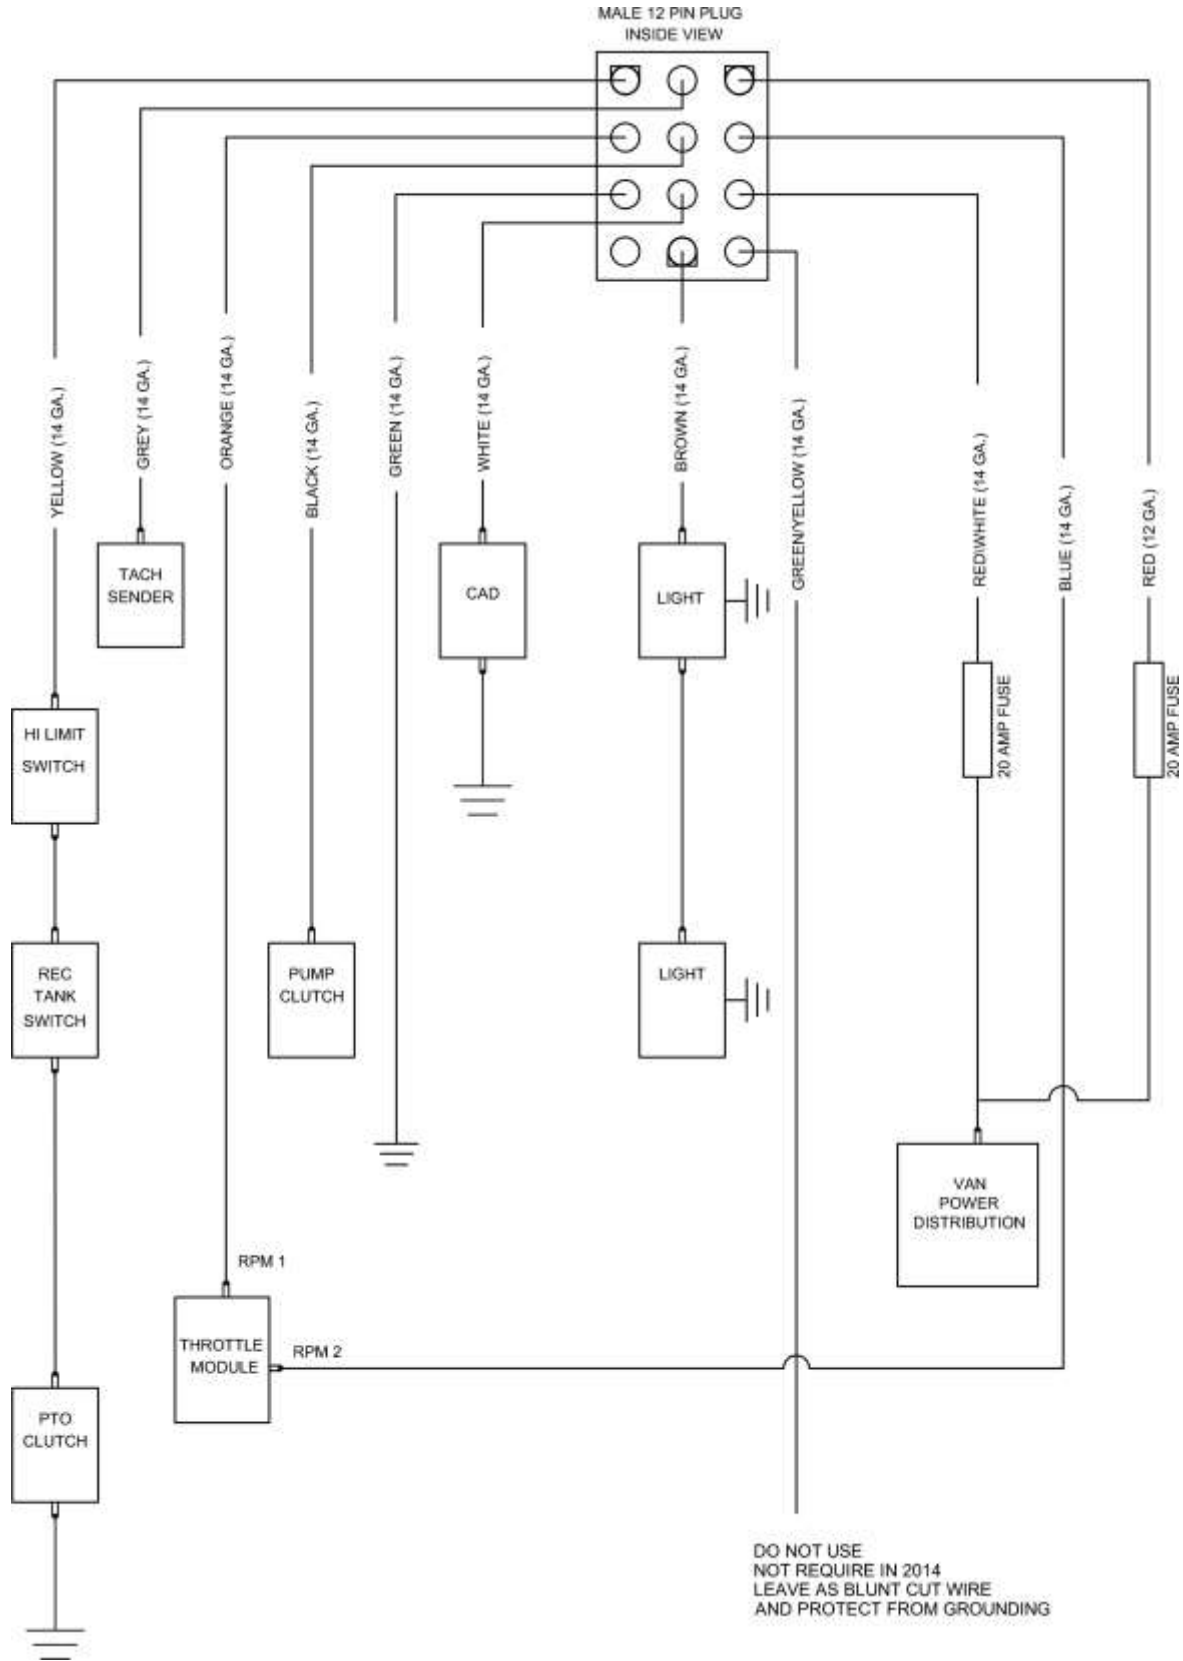 MALE 12 PIN PLUG
INSIDE VIEW
YELLOW (14 GA.)
GREY (14 GA.)
ORANGE (14 GA.)
BLACK (14 GA.)
GREEN (14 GA.)
WHITE (14 GA.)
BROWN (14 GA.)
GREEN/YELLOW (14 GA.)
RED\WHITE (14 GA.)
BLUE (14 GA.)
RED (12 GA.)
TACH
SENDER
CAD
LIGHT
HI LIMIT
SWITCH
20 AMP FUSE
20 AMP FUSE
REC
TANK
SWITCH
PUMP
CLUTCH
LIGHT
VAN
POWER
DISTRIBUTION
RPM 1
THROTTLE
MODULE
RPM 2
PTO
CLUTCH
DO NOT USE
NOT REQUIRE IN 2014
LEAVE AS BLUNT CUT WIRE
AND PROTECT FROM GROUNDING